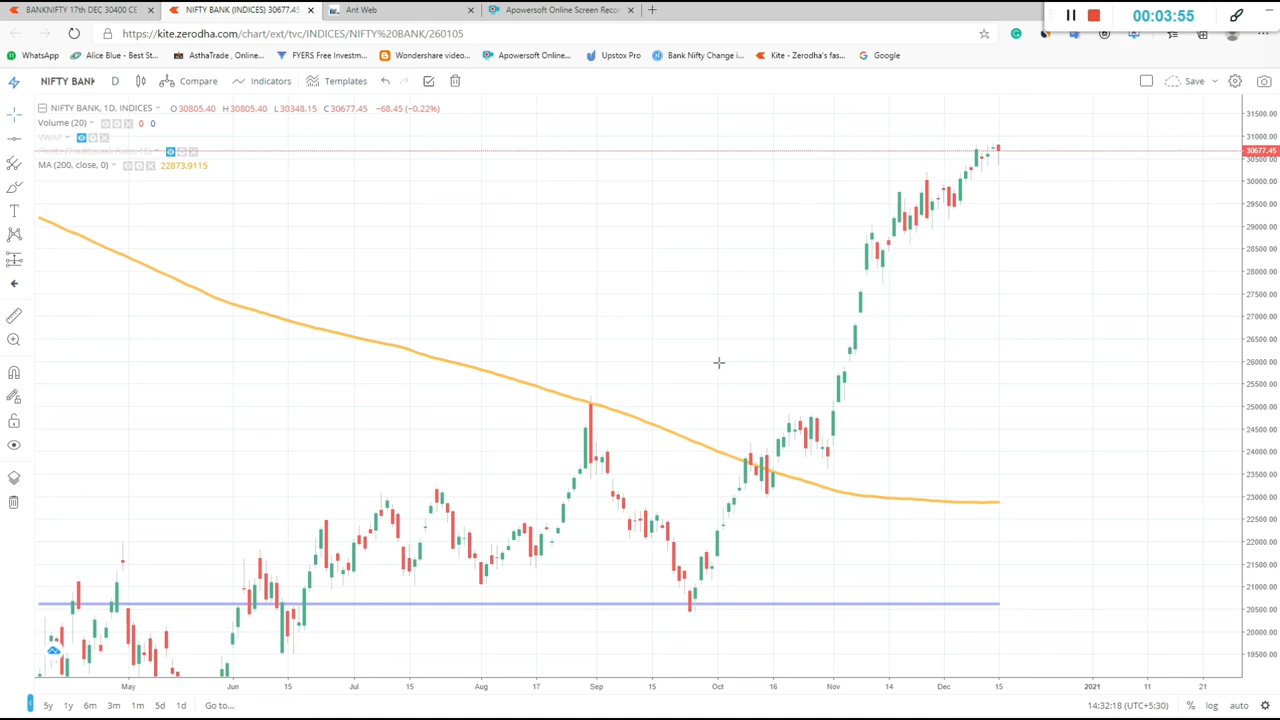 BANKNIFTY 17th DEC 30400 CE
NIFTY BANK (INDICES) 30677.45
Ant Web
Apowersoft Online Screen Reco
00:03:55
https://kite.zerodha.com/chart/ext/tvc/INDICES/NIFTY%20BANK/260105
WhatsApp
Alice Blue - Best St...
AsthaTrade , Online...
FYERS Free Investm...
Wondershare video...
Apowersoft Online...
Upstox Pro
Bank Nifty Change i...
Kite - Zerodha's fas...
Google
NIFTY BANK D Compare Indicators Templates Save
NIFTY BANK, 1D, INDICES O30805.40 H30805.40 L30348.15 C30677.45 −68.45 (−0.22%)
Volume (20) 0 0
VWAP
MA (200, close, 0) 22873.9115
31500.00
31000.00
30677.45
30500.00
30000.00
29500.00
29000.00
28500.00
28000.00
27500.00
27000.00
26500.00
26000.00
25500.00
25000.00
24500.00
24000.00
23500.00
23000.00
22500.00
22000.00
21500.00
21000.00
20500.00
20000.00
19500.00
May Jun 15 Jul 15 Aug 17 Sep 15 Oct 16 Nov 14 Dec 15 2021 11 21
5y 1y 6m 3m 1m 5d 1d Go to... 14:32:18 (UTC+5:30) % log auto